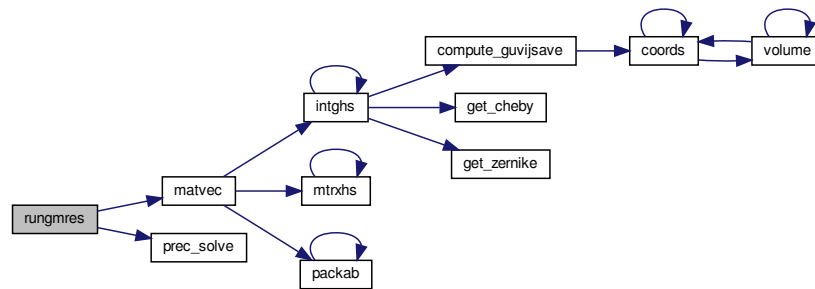 rungmres
matvec
prec_solve
intghs
mtrxhs
packab
compute_guvijsave
get_cheby
get_zernike
coords
volume